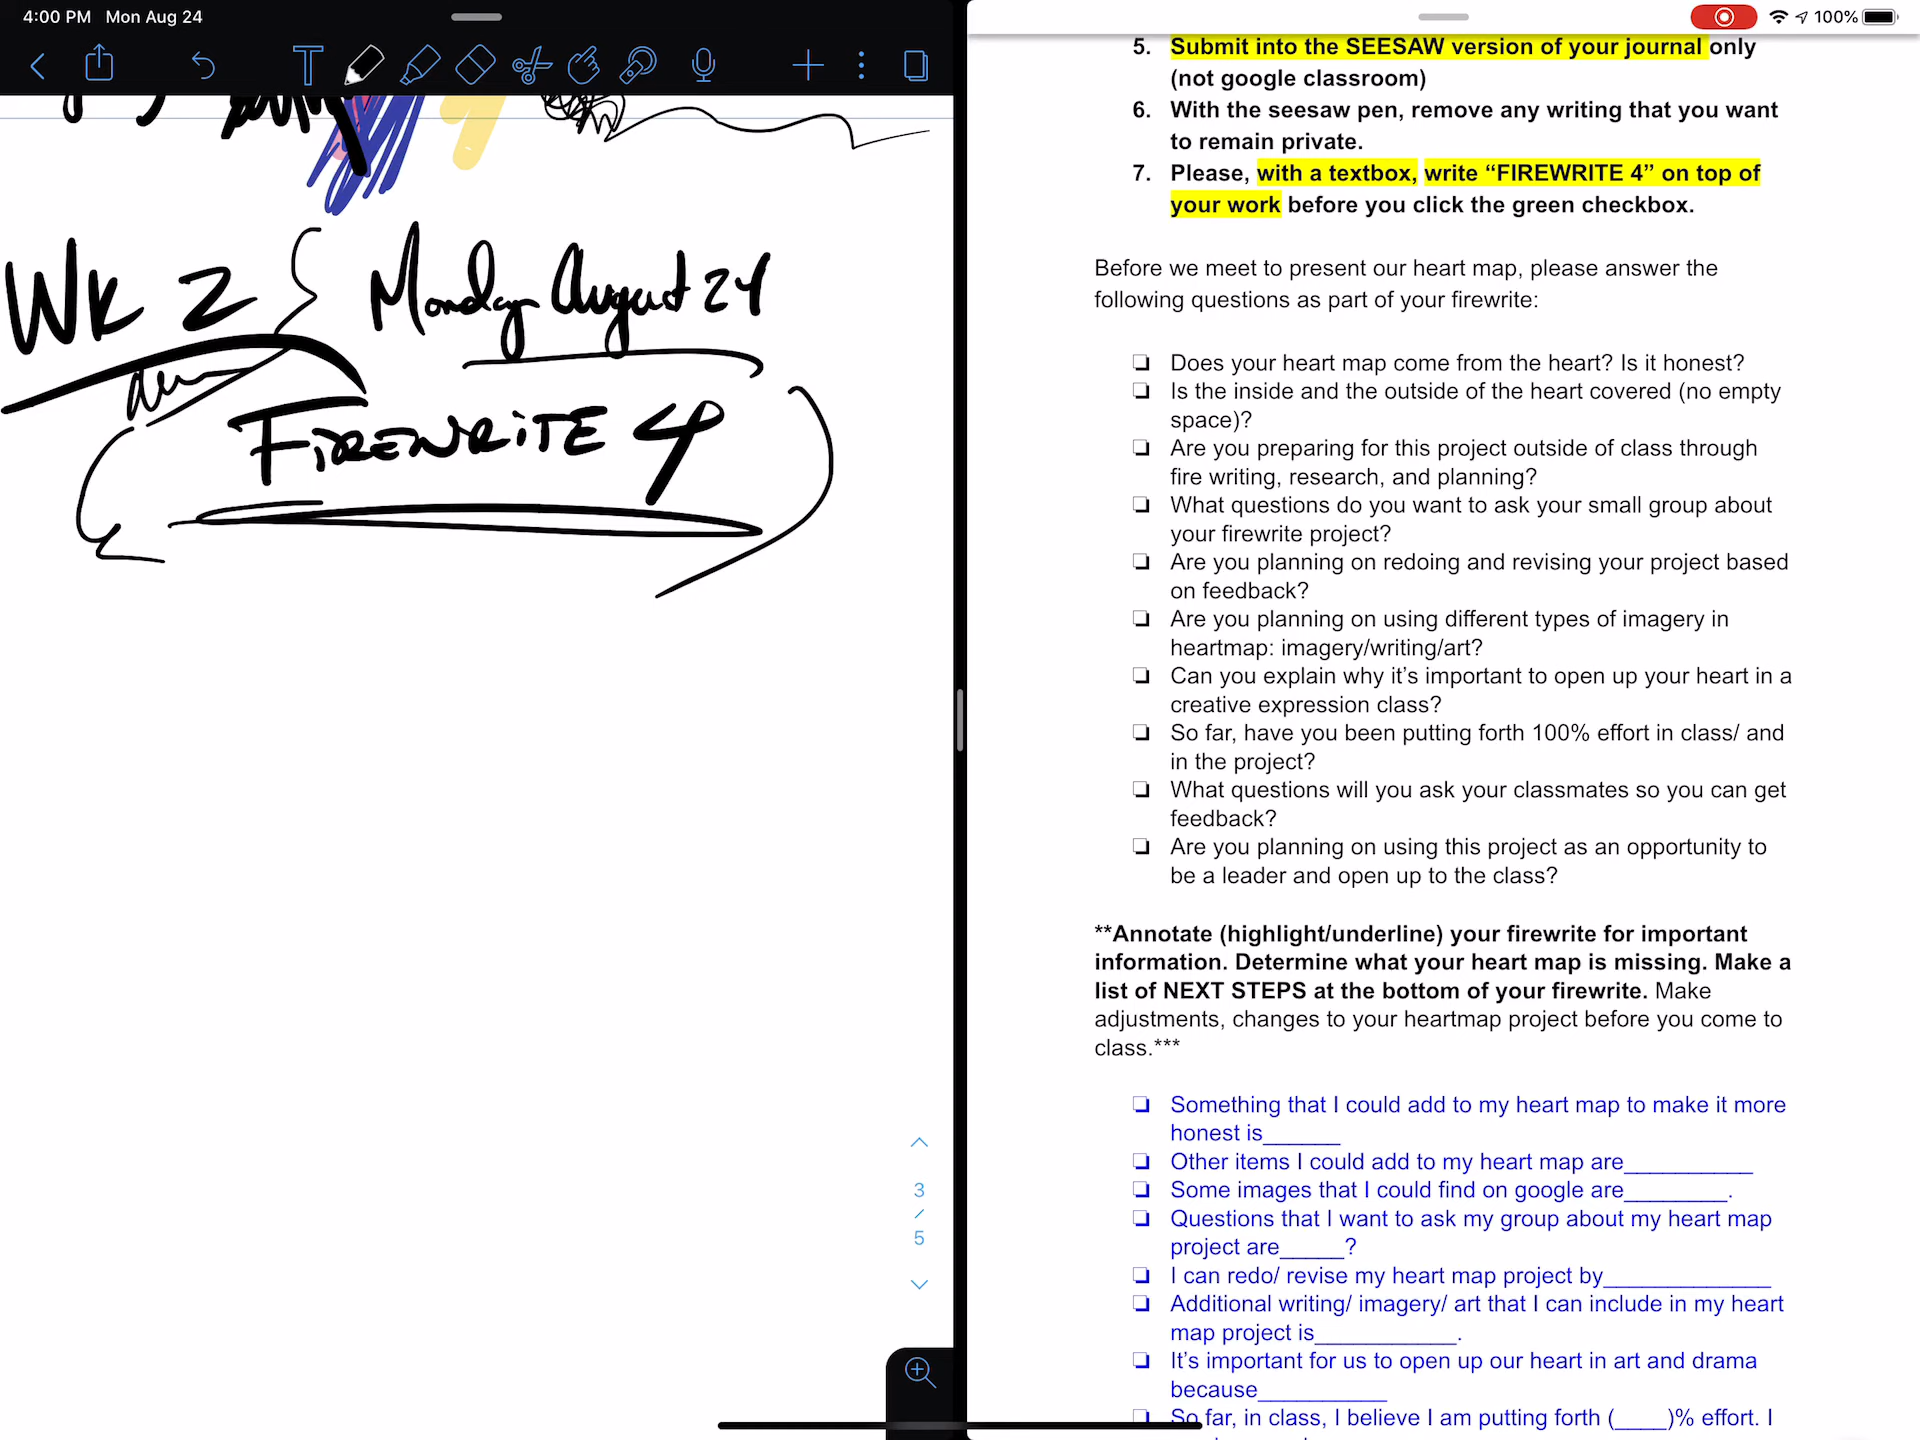 4:00 PM Mon Aug 24
100%
Wk 2
Monday August 24
FIREWRITE 4
3
5
5. Submit into the SEESAW version of your journal only
(not google classroom)
6. With the seesaw pen, remove any writing that you want
to remain private.
7. Please, with a textbox, write “FIREWRITE 4” on top of
your work before you click the green checkbox.
Before we meet to present our heart map, please answer the
following questions as part of your firewrite:
❏ Does your heart map come from the heart? Is it honest?
❏ Is the inside and the outside of the heart covered (no empty
space)?
❏ Are you preparing for this project outside of class through
fire writing, research, and planning?
❏ What questions do you want to ask your small group about
your firewrite project?
❏ Are you planning on redoing and revising your project based
on feedback?
❏ Are you planning on using different types of imagery in
heartmap: imagery/writing/art?
❏ Can you explain why it’s important to open up your heart in a
creative expression class?
❏ So far, have you been putting forth 100% effort in class/ and
in the project?
❏ What questions will you ask your classmates so you can get
feedback?
❏ Are you planning on using this project as an opportunity to
be a leader and open up to the class?
**Annotate (highlight/underline) your firewrite for important
information. Determine what your heart map is missing. Make a
list of NEXT STEPS at the bottom of your firewrite. Make
adjustments, changes to your heartmap project before you come to
class.***
❏ Something that I could add to my heart map to make it more
honest is______
❏ Other items I could add to my heart map are__________
❏ Some images that I could find on google are________.
❏ Questions that I want to ask my group about my heart map
project are_____?
❏ I can redo/ revise my heart map project by_____________
❏ Additional writing/ imagery/ art that I can include in my heart
map project is___________.
❏ It’s important for us to open up our heart in art and drama
because__________
❏ So far, in class, I believe I am putting forth (____)% effort. I